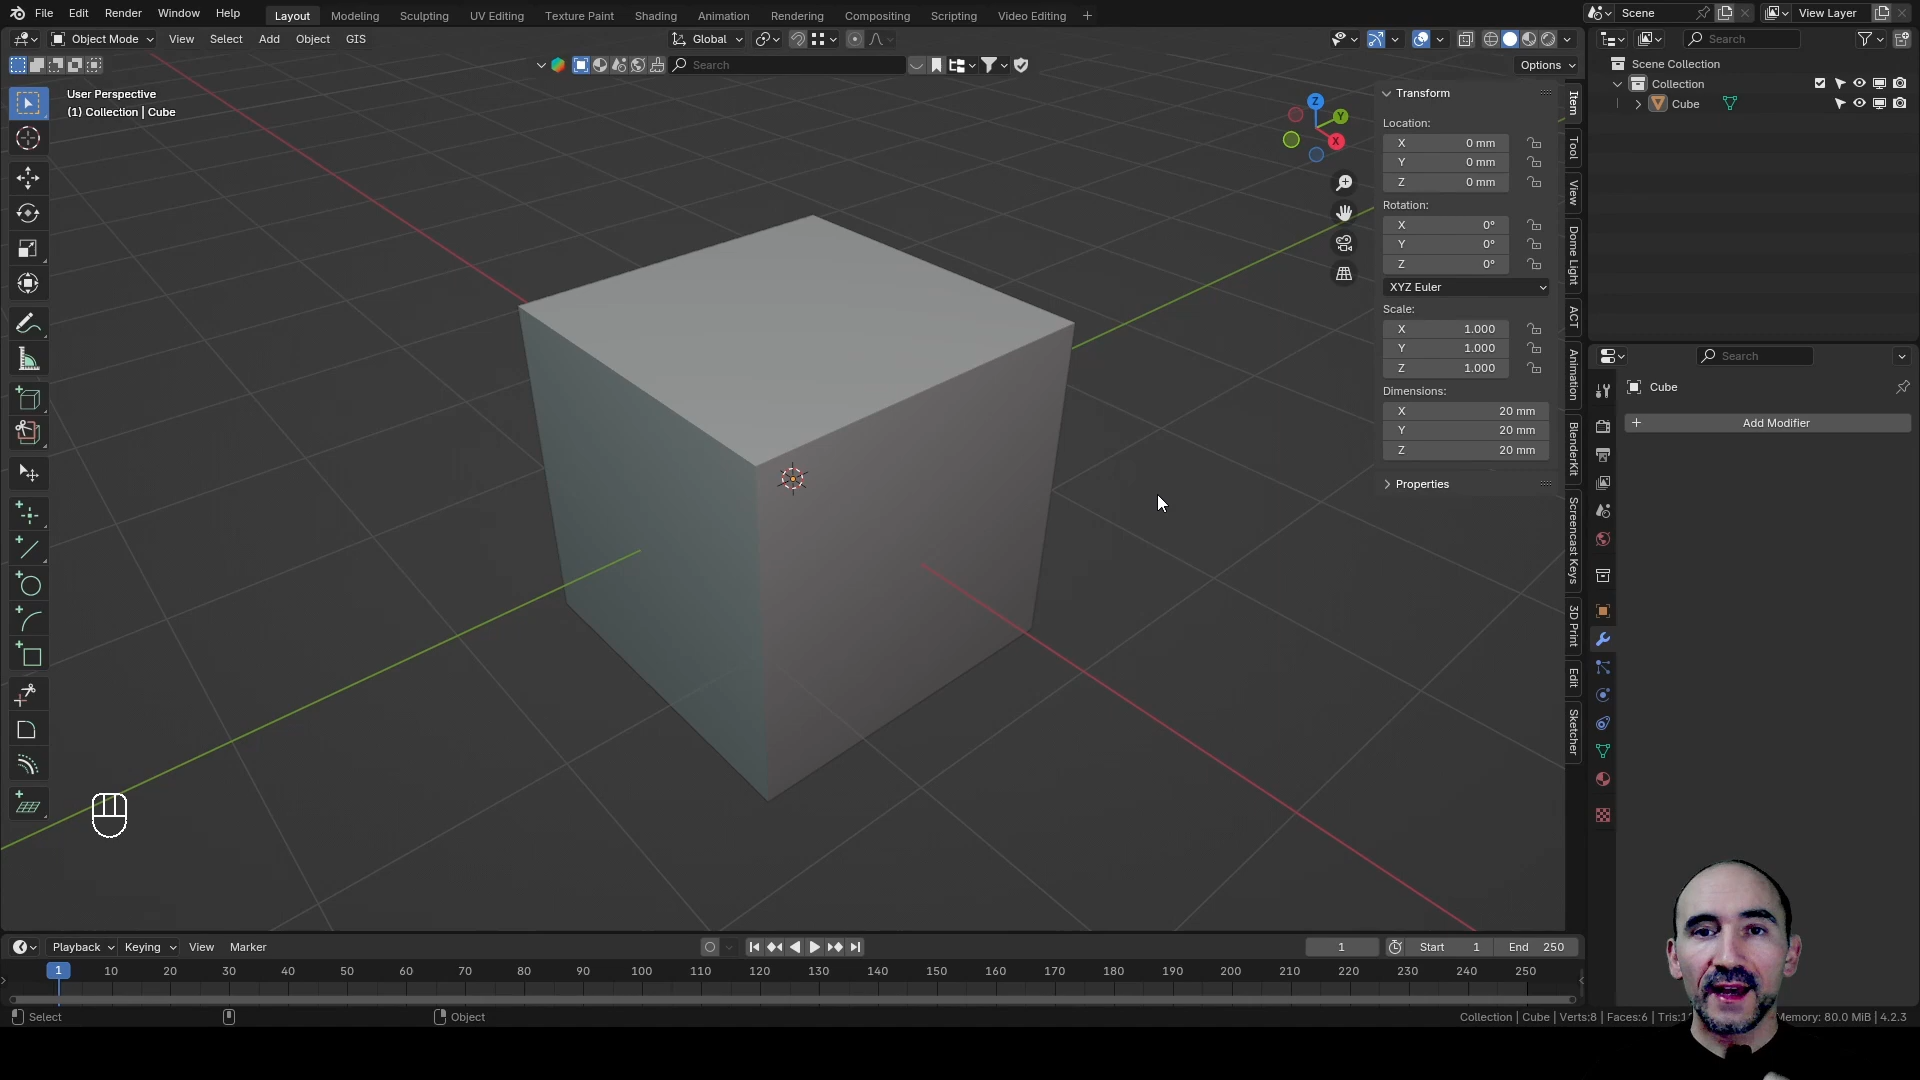 File Edit Render Window Help Layout Modeling Sculpting UV Editing Texture Paint Shading Animation Rendering Compositing Scripting Video Editing + Scene View Layer
Object Mode View Select Add Object GIS Global Search
Search Options
User Perspective
(1) Collection | Cube
Z
Y
X
Transform
Location:
X 0 mm
Y 0 mm
Z 0 mm
Rotation:
X 0°
Y 0°
Z 0°
XYZ Euler
Scale:
X 1.000
Y 1.000
Z 1.000
Dimensions:
X 20 mm
Y 20 mm
Z 20 mm
Properties
Item
Tool
View
Dome Light
ACT
Animation
BlenderKit
Screencast Keys
3D Print
Edit
Sketcher
Scene Collection
Collection
Cube
Search
Cube
+ Add Modifier
Playback Keying View Marker 1 Start 1 End 250
1 10 20 30 40 50 60 70 80 90 100 110 120 130 140 150 160 170 180 190 200 210 220 230 240 250
Select Object Collection | Cube | Verts:8 | Faces:6 | Tris:1 Memory: 80.0 MiB | 4.2.3